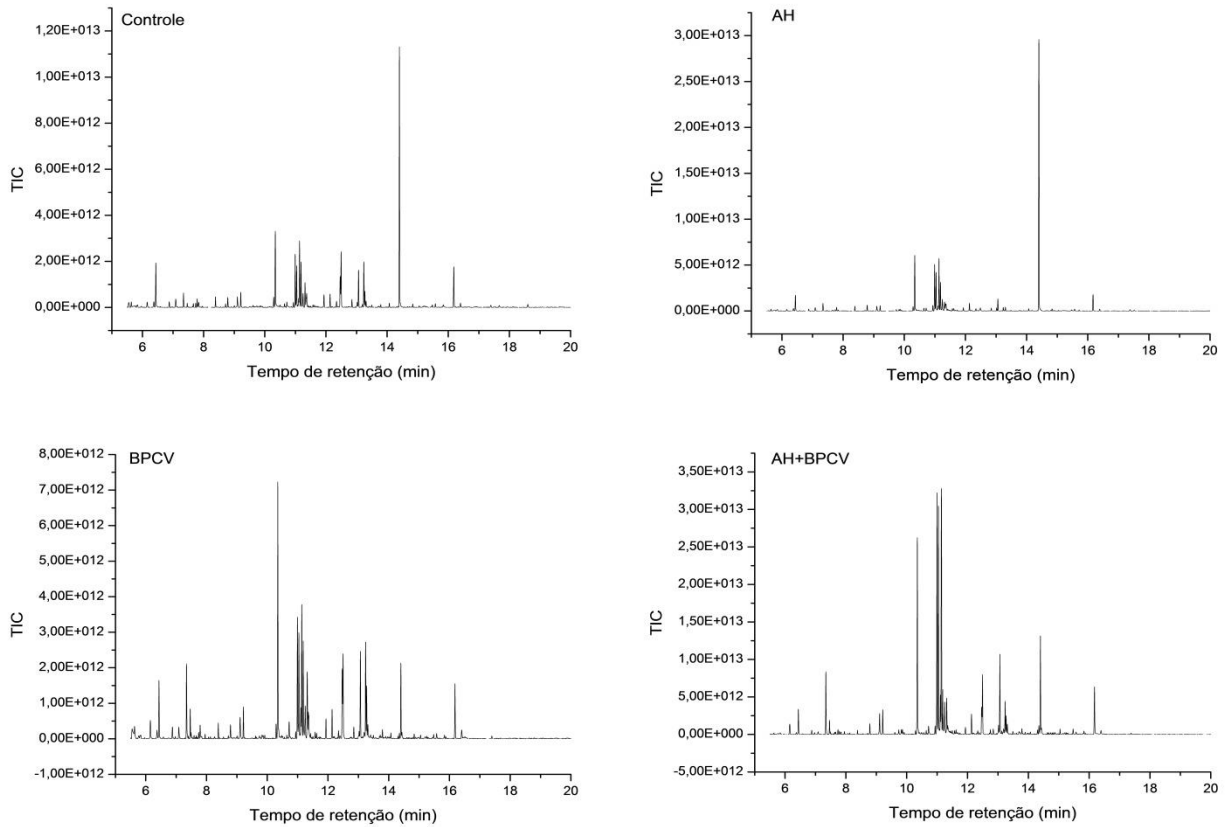 Controle
1,20E+013
1,00E+013
8,00E+012
6,00E+012
4,00E+012
2,00E+012
0,00E+000
TIC
6 8 10 12 14 16 18 20
Tempo de retenção (min)
AH
3,00E+013
2,50E+013
2,00E+013
1,50E+013
1,00E+013
5,00E+012
0,00E+000
TIC
6 8 10 12 14 16 18 20
Tempo de retenção (min)
BPCV
8,00E+012
7,00E+012
6,00E+012
5,00E+012
4,00E+012
3,00E+012
2,00E+012
1,00E+012
0,00E+000
-1,00E+012
TIC
6 8 10 12 14 16 18 20
Tempo de retenção (min)
AH+BPCV
3,50E+013
3,00E+013
2,50E+013
2,00E+013
1,50E+013
1,00E+013
5,00E+012
0,00E+000
-5,00E+012
TIC
6 8 10 12 14 16 18 20
Tempo de retenção (min)